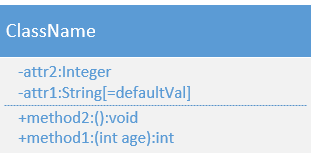 ClassName
-attr2:Integer
-attr1:String[=defaultVal]
+method2:():void
+method1:(int age):int